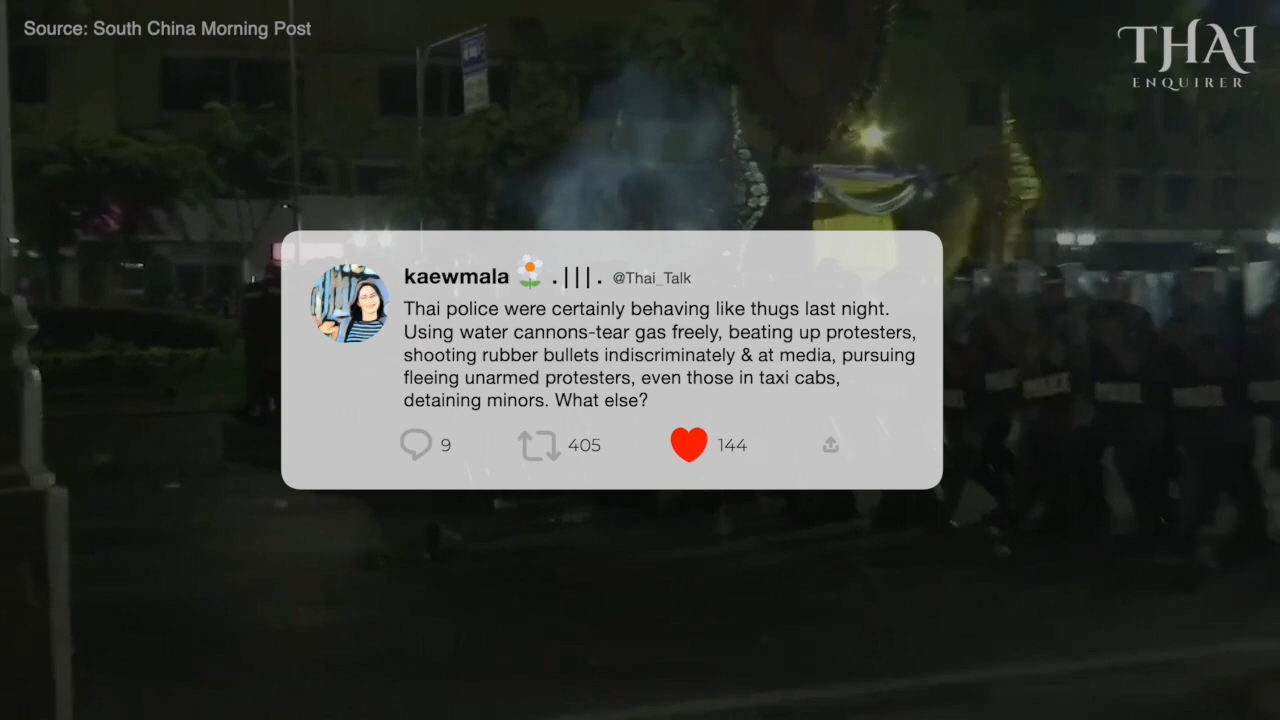 Source: South China Morning Post
THAI
ENQUIRER
kaewmala .|||. @Thai_Talk
Thai police were certainly behaving like thugs last night.
Using water cannons-tear gas freely, beating up protesters,
shooting rubber bullets indiscriminately & at media, pursuing
fleeing unarmed protesters, even those in taxi cabs,
detaining minors. What else?
9 405 144